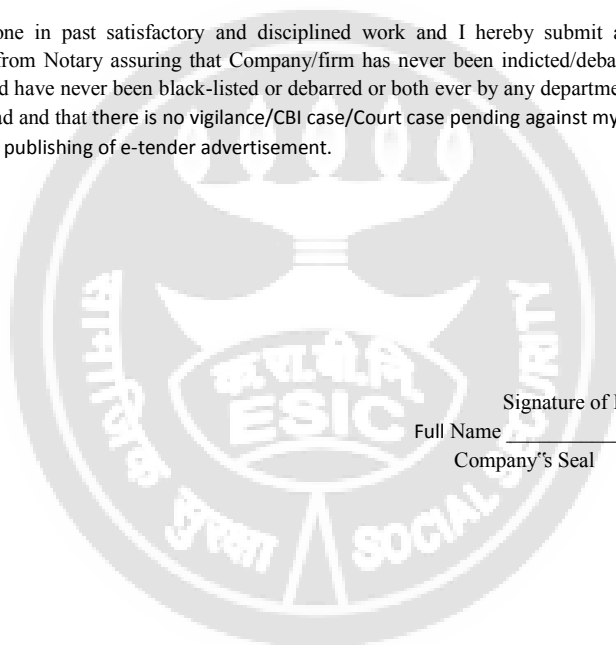 one in past satisfactory and disciplined work and I hereby submit a
from Notary assuring that Company/firm has never been indicted/deba
d have never been black-listed or debarred or both ever by any departme
ad and that there is no vigilance/CBI case/Court case pending against my
publishing of e-tender advertisement.
क.रा.बी.नि.
ESIC
सामाजिक सुरक्षा
SOCIAL SECURITY
Signature of
Full Name ____________
Company‟s Seal